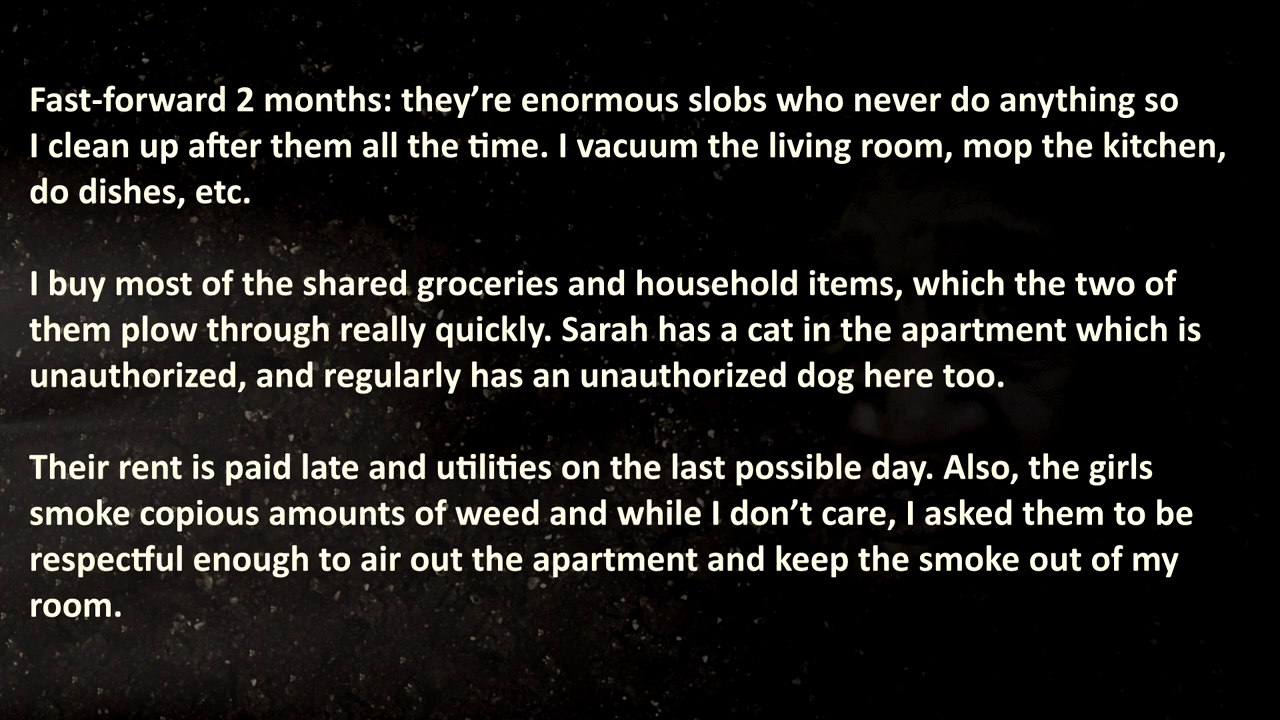 Fast-forward 2 months: they’re enormous slobs who never do anything so
I clean up after them all the time. I vacuum the living room, mop the kitchen,
do dishes, etc.
I buy most of the shared groceries and household items, which the two of
them plow through really quickly. Sarah has a cat in the apartment which is
unauthorized, and regularly has an unauthorized dog here too.
Their rent is paid late and utilities on the last possible day. Also, the girls
smoke copious amounts of weed and while I don’t care, I asked them to be
respectful enough to air out the apartment and keep the smoke out of my
room.